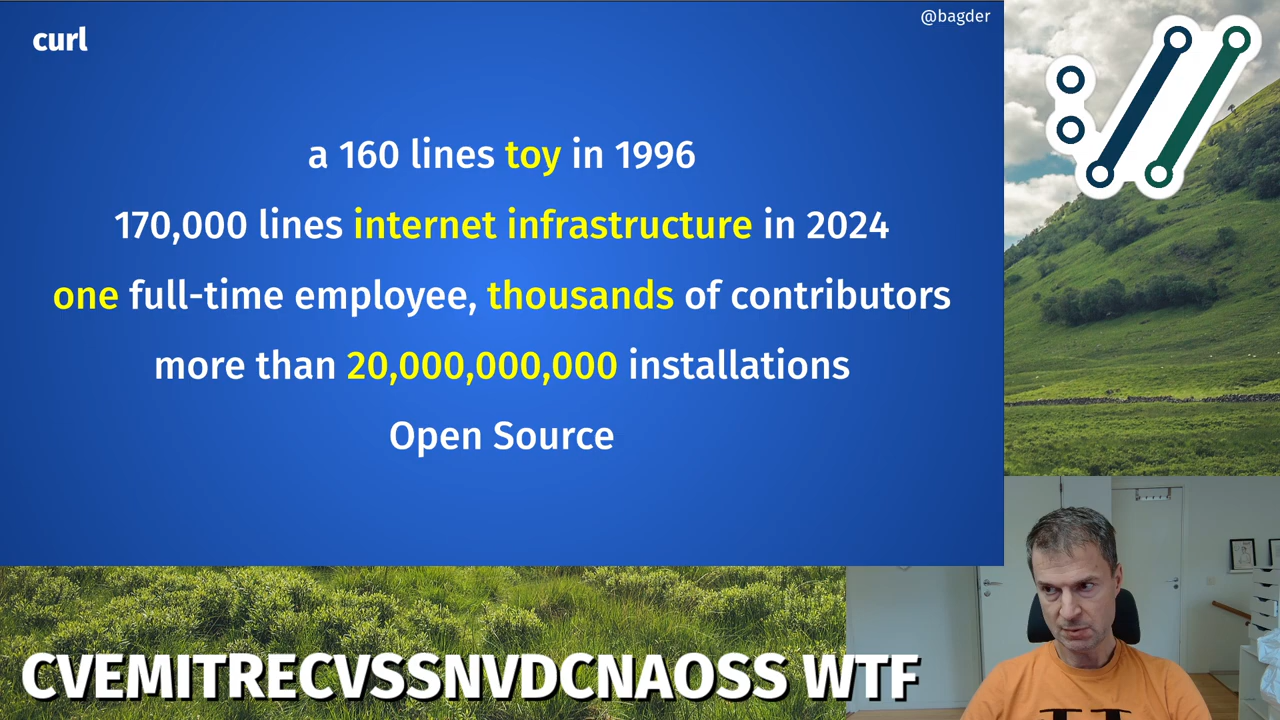 @bagder
curl
a 160 lines toy in 1996
170,000 lines internet infrastructure in 2024
one full-time employee, thousands of contributors
more than 20,000,000,000 installations
Open Source
CVEMITRECVSSNVDCNAOSS WTF